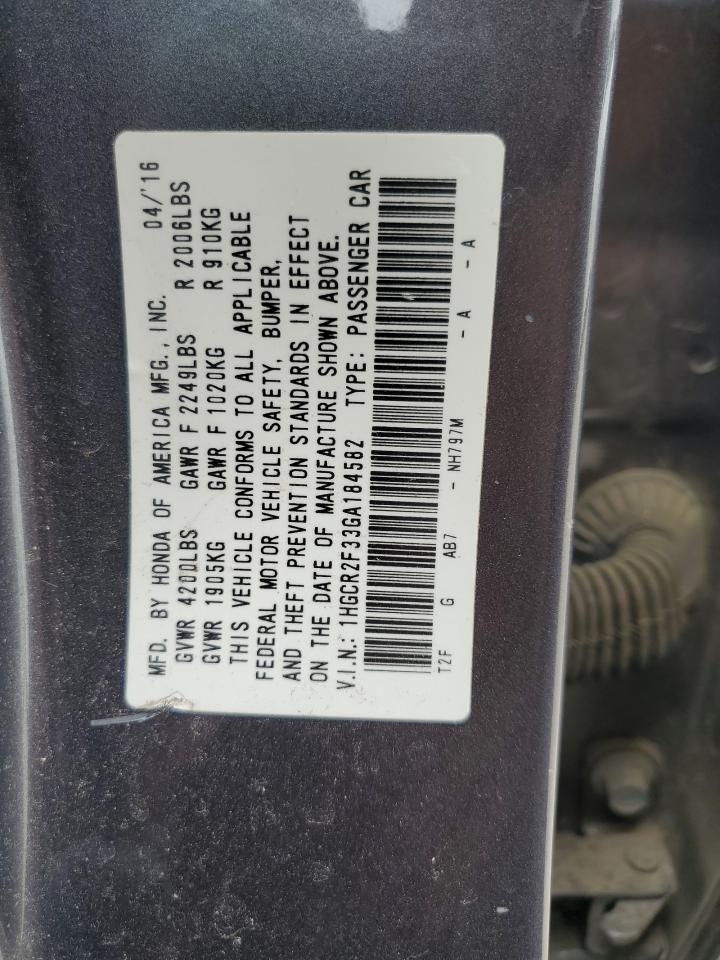 MFD. BY HONDA OF AMERICA MFG., INC. 04/'16
GVWR 4200LBS GAWR F 2249LBS R 2006LBS
GVWR 1905KG GAWR F 1020KG R 910KG
THIS VEHICLE CONFORMS TO ALL APPLICABLE
FEDERAL MOTOR VEHICLE SAFETY, BUMPER,
AND THEFT PREVENTION STANDARDS IN EFFECT
ON THE DATE OF MANUFACTURE SHOWN ABOVE.
V.I.N.: 1HGCR2F33GA184582 TYPE: PASSENGER CAR
T2F G AB7 - NH797M - A - A